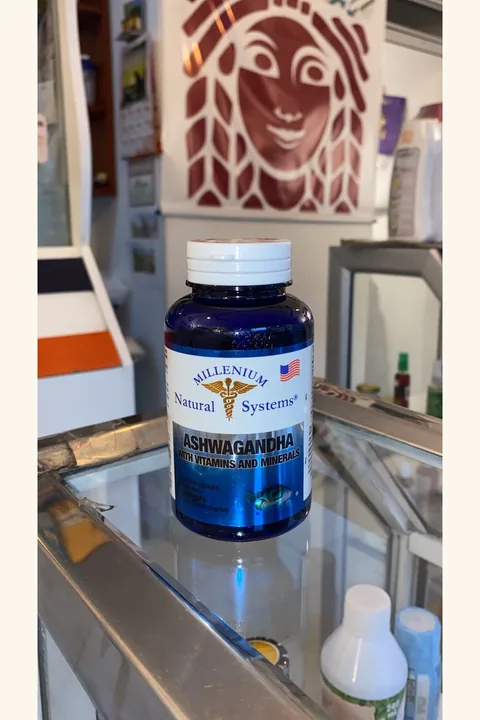 MILLENIUM
Natural Systems®
ASHWAGANDHA
WITH VITAMINS AND MINERALS